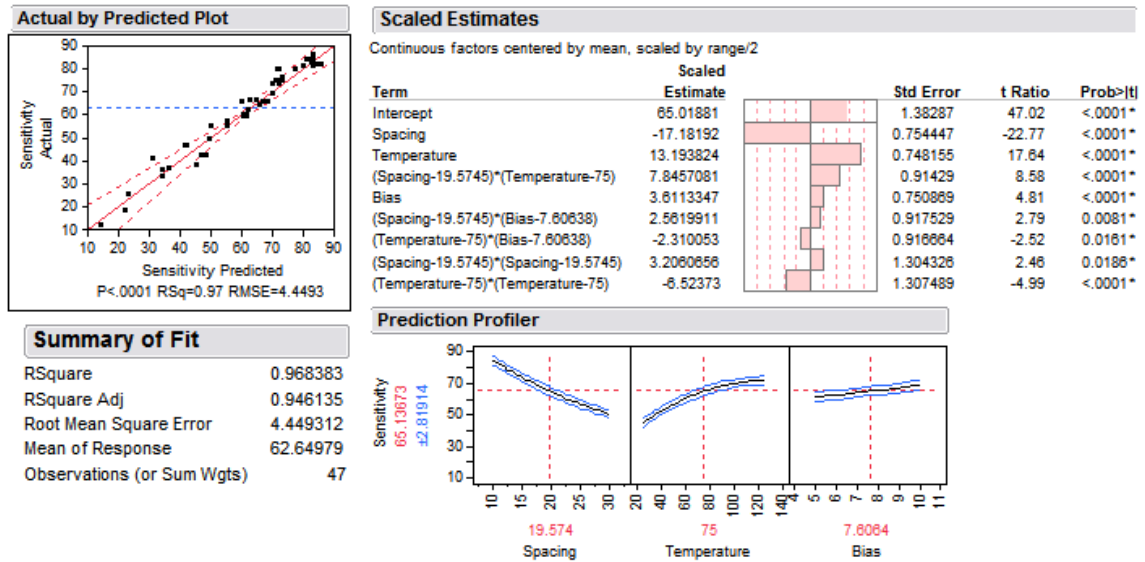 Actual by Predicted Plot
90
80
70
60
50
40
30
20
10
Sensitivity
Actual
10 20 30 40 50 60 70 80 90
Sensitivity Predicted
P<.0001 RSq=0.97 RMSE=4.4493
Summary of Fit
RSquare 0.968383
RSquare Adj 0.946135
Root Mean Square Error 4.449312
Mean of Response 62.64979
Observations (or Sum Wgts) 47
Scaled Estimates
Continuous factors centered by mean, scaled by range/2
Scaled
Term Estimate Std Error t Ratio Prob>|t|
Intercept 65.01881 1.38287 47.02 <.0001*
Spacing -17.18192 0.754447 -22.77 <.0001*
Temperature 13.193824 0.748155 17.64 <.0001*
(Spacing-19.5745)*(Temperature-75) 7.8457081 0.91429 8.58 <.0001*
Bias 3.6113347 0.750869 4.81 <.0001*
(Spacing-19.5745)*(Bias-7.60638) 2.5619911 0.917529 2.79 0.0081*
(Temperature-75)*(Bias-7.60638) -2.310053 0.916664 -2.52 0.0161*
(Spacing-19.5745)*(Spacing-19.5745) 3.2060656 1.304326 2.46 0.0186*
(Temperature-75)*(Temperature-75) -6.52373 1.307489 -4.99 <.0001*
Prediction Profiler
90
70
50
30
10
Sensitivity
65.13673
±2.81914
10 15 20 25 30 20 40 60 80 100 120 140 4 5 6 7 8 9 10 11
19.574 75 7.6064
Spacing Temperature Bias